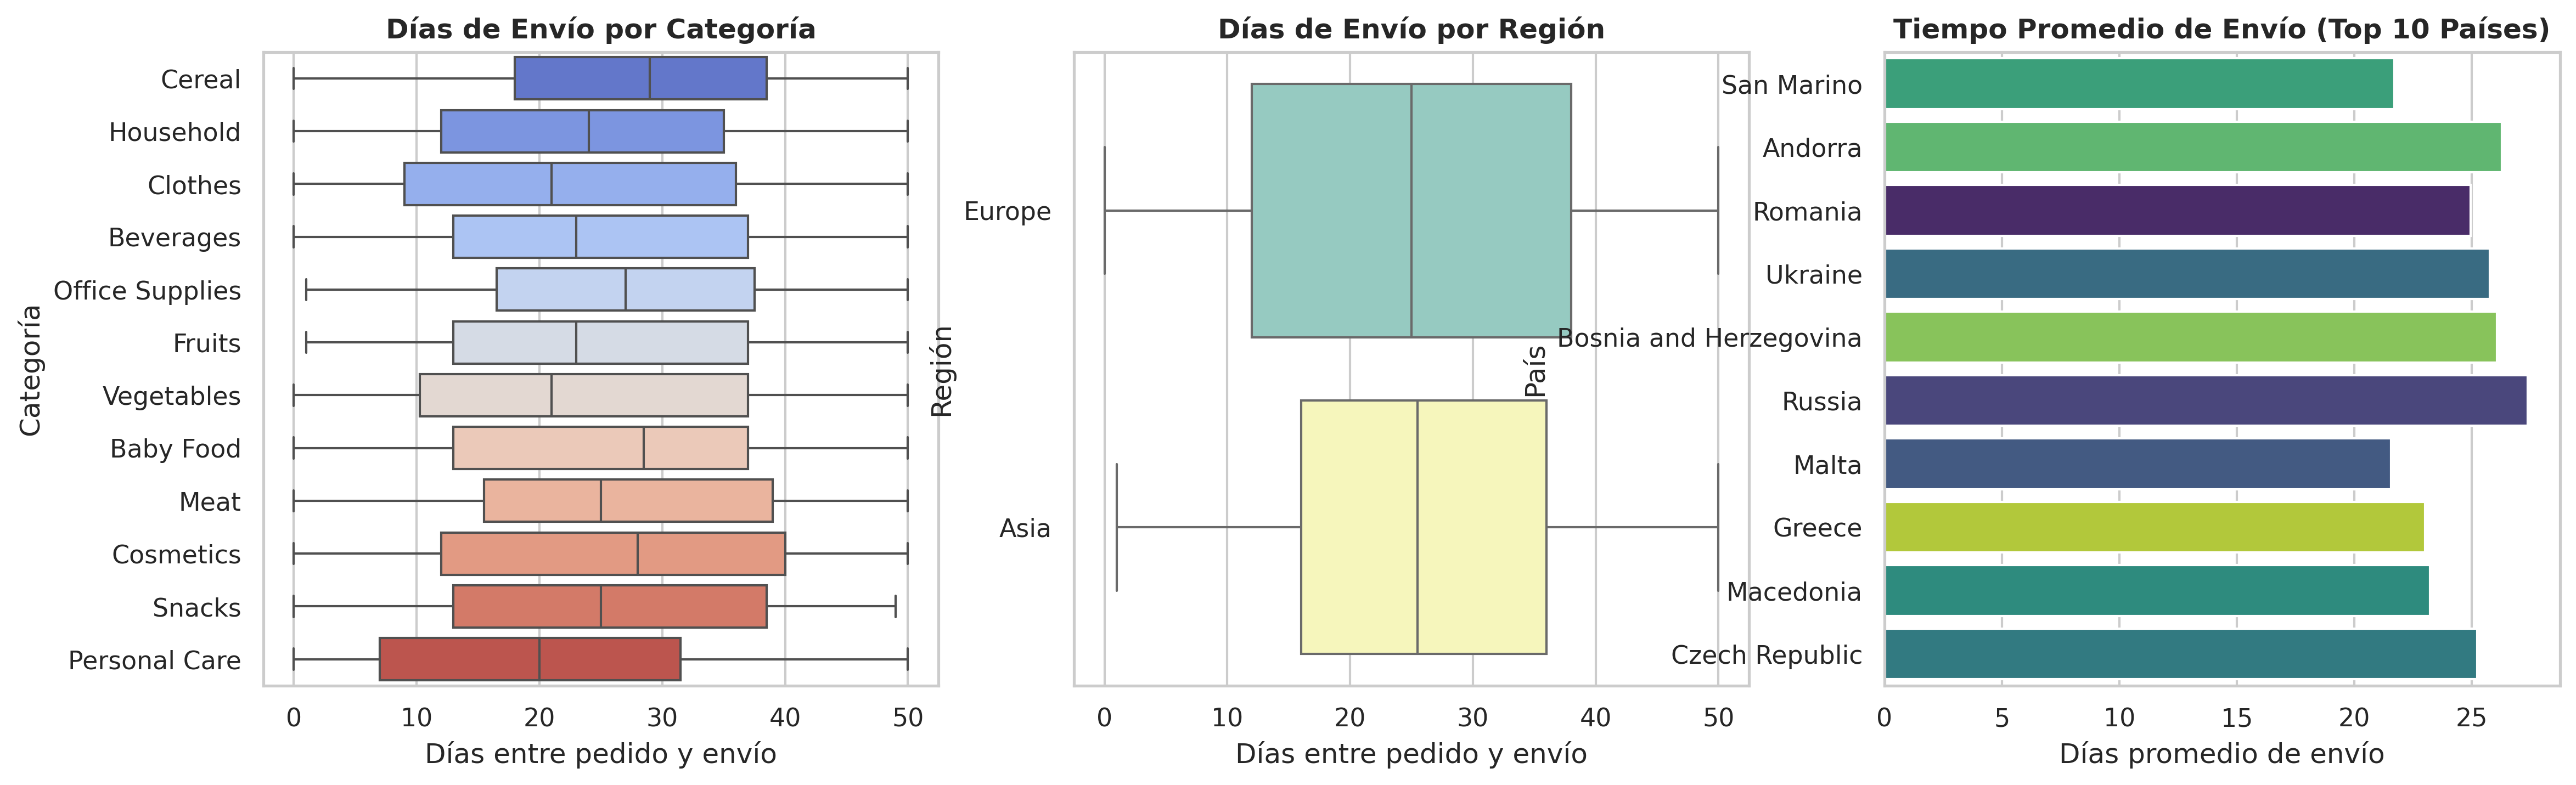 Días de Envío por Categoría
Categoría
Cereal
Household
Clothes
Beverages
Office Supplies
Fruits
Vegetables
Baby Food
Meat
Cosmetics
Snacks
Personal Care
0 10 20 30 40 50
Días entre pedido y envío
Días de Envío por Región
Región
Europe
Asia
0 10 20 30 40 50
Días entre pedido y envío
Tiempo Promedio de Envío (Top 10 Países)
País
San Marino
Andorra
Romania
Ukraine
Bosnia and Herzegovina
Russia
Malta
Greece
Macedonia
Czech Republic
0 5 10 15 20 25
Días promedio de envío